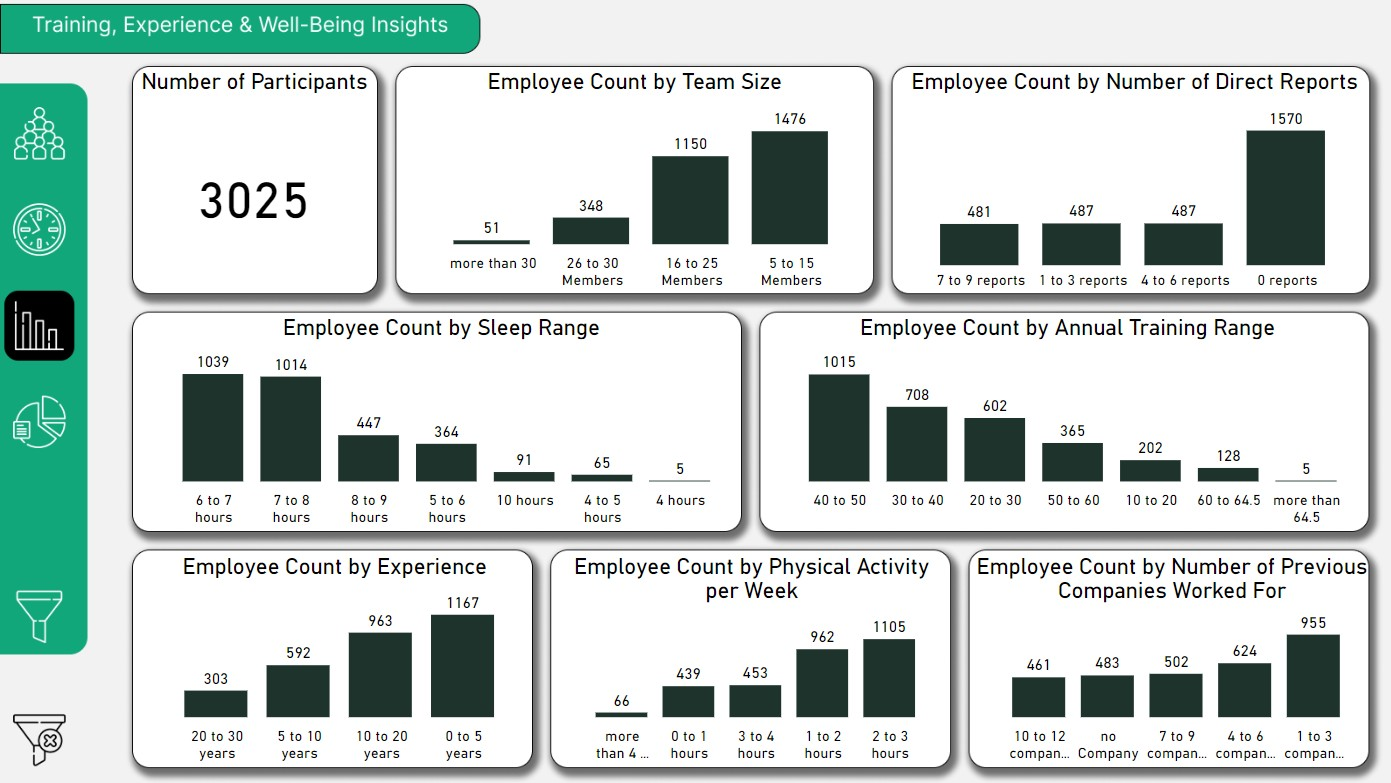 Training, Experience & Well-Being Insights
Number of Participants
3025
Employee Count by Team Size
51
348
1150
1476
more than 30
26 to 30 Members
16 to 25 Members
5 to 15 Members
Employee Count by Number of Direct Reports
481
487
487
1570
7 to 9 reports
1 to 3 reports
4 to 6 reports
0 reports
Employee Count by Sleep Range
1039
1014
447
364
91
65
5
6 to 7 hours
7 to 8 hours
8 to 9 hours
5 to 6 hours
10 hours
4 to 5 hours
4 hours
Employee Count by Annual Training Range
1015
708
602
365
202
128
5
40 to 50
30 to 40
20 to 30
50 to 60
10 to 20
60 to 64.5
more than 64.5
Employee Count by Experience
303
592
963
1167
20 to 30 years
5 to 10 years
10 to 20 years
0 to 5 years
Employee Count by Physical Activity
per Week
66
439
453
962
1105
more than 4 ...
0 to 1 hours
3 to 4 hours
1 to 2 hours
2 to 3 hours
Employee Count by Number of Previous
Companies Worked For
461
483
502
624
955
10 to 12 compan...
no Company
7 to 9 compan...
4 to 6 compan...
1 to 3 compan...